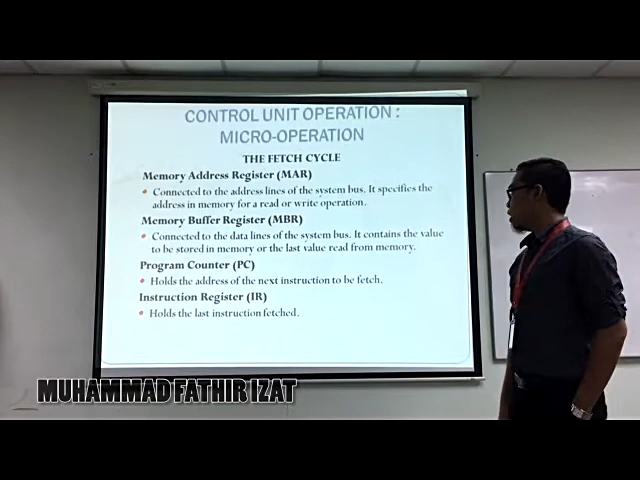 CONTROL UNIT OPERATION :
MICRO-OPERATION
THE FETCH CYCLE
Memory Address Register (MAR)
• Connected to the address lines of the system bus. It specifies the
address in memory for a read or write operation.
Memory Buffer Register (MBR)
• Connected to the data lines of the system bus. It contains the value
to be stored in memory or the last value read from memory.
Program Counter (PC)
• Holds the address of the next instruction to be fetch.
Instruction Register (IR)
• Holds the last instruction fetched.
MUHAMMAD FATHIR IZAT